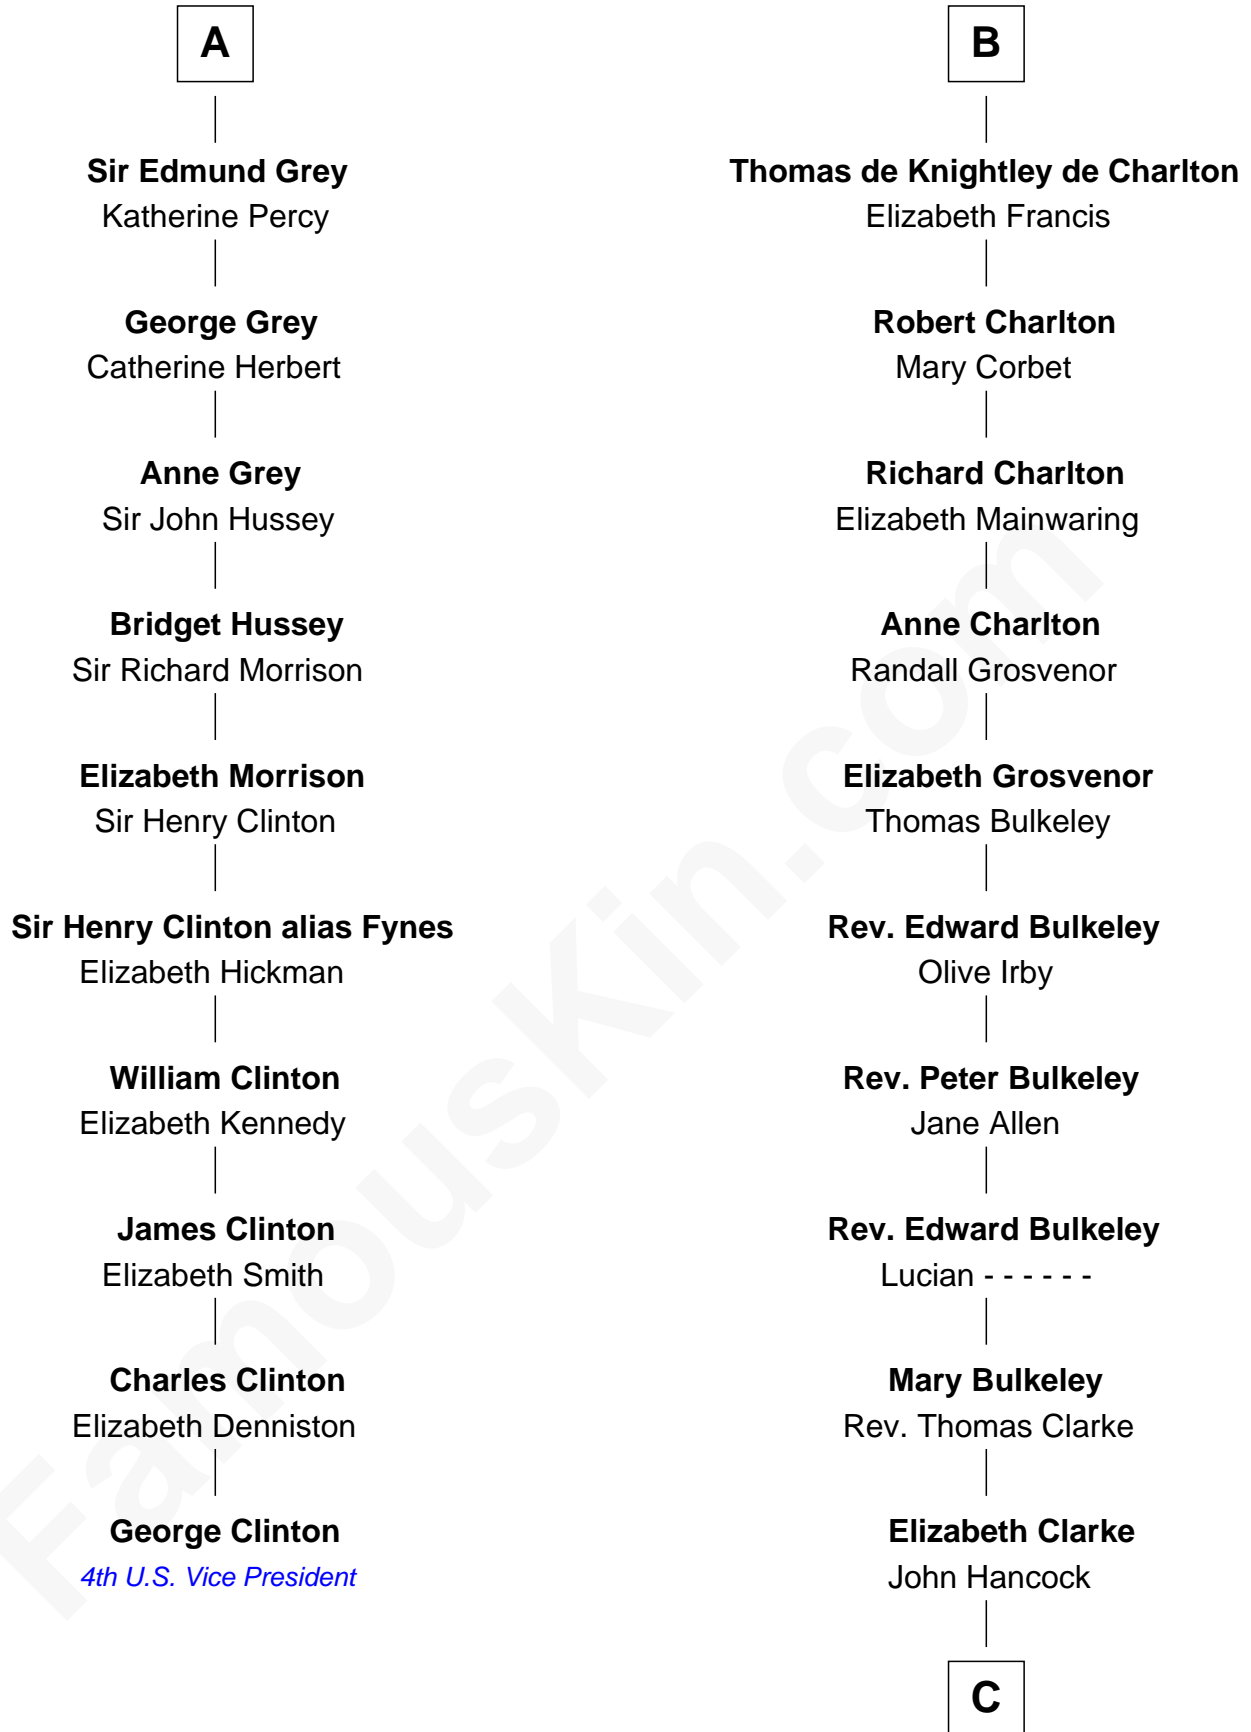 A
Sir Edmund Grey
Katherine Percy
George Grey
Catherine Herbert
Anne Grey
Sir John Hussey
Bridget Hussey
Sir Richard Morrison
Elizabeth Morrison
Sir Henry Clinton
Sir Henry Clinton alias Fynes
Elizabeth Hickman
William Clinton
Elizabeth Kennedy
James Clinton
Elizabeth Smith
Charles Clinton
Elizabeth Denniston
George Clinton
4th U.S. Vice President
B
Thomas de Knightley de Charlton
Elizabeth Francis
Robert Charlton
Mary Corbet
Richard Charlton
Elizabeth Mainwaring
Anne Charlton
Randall Grosvenor
Elizabeth Grosvenor
Thomas Bulkeley
Rev. Edward Bulkeley
Olive Irby
Rev. Peter Bulkeley
Jane Allen
Rev. Edward Bulkeley
Lucian - - - - - -
Mary Bulkeley
Rev. Thomas Clarke
Elizabeth Clarke
John Hancock
C
FamousKin.com